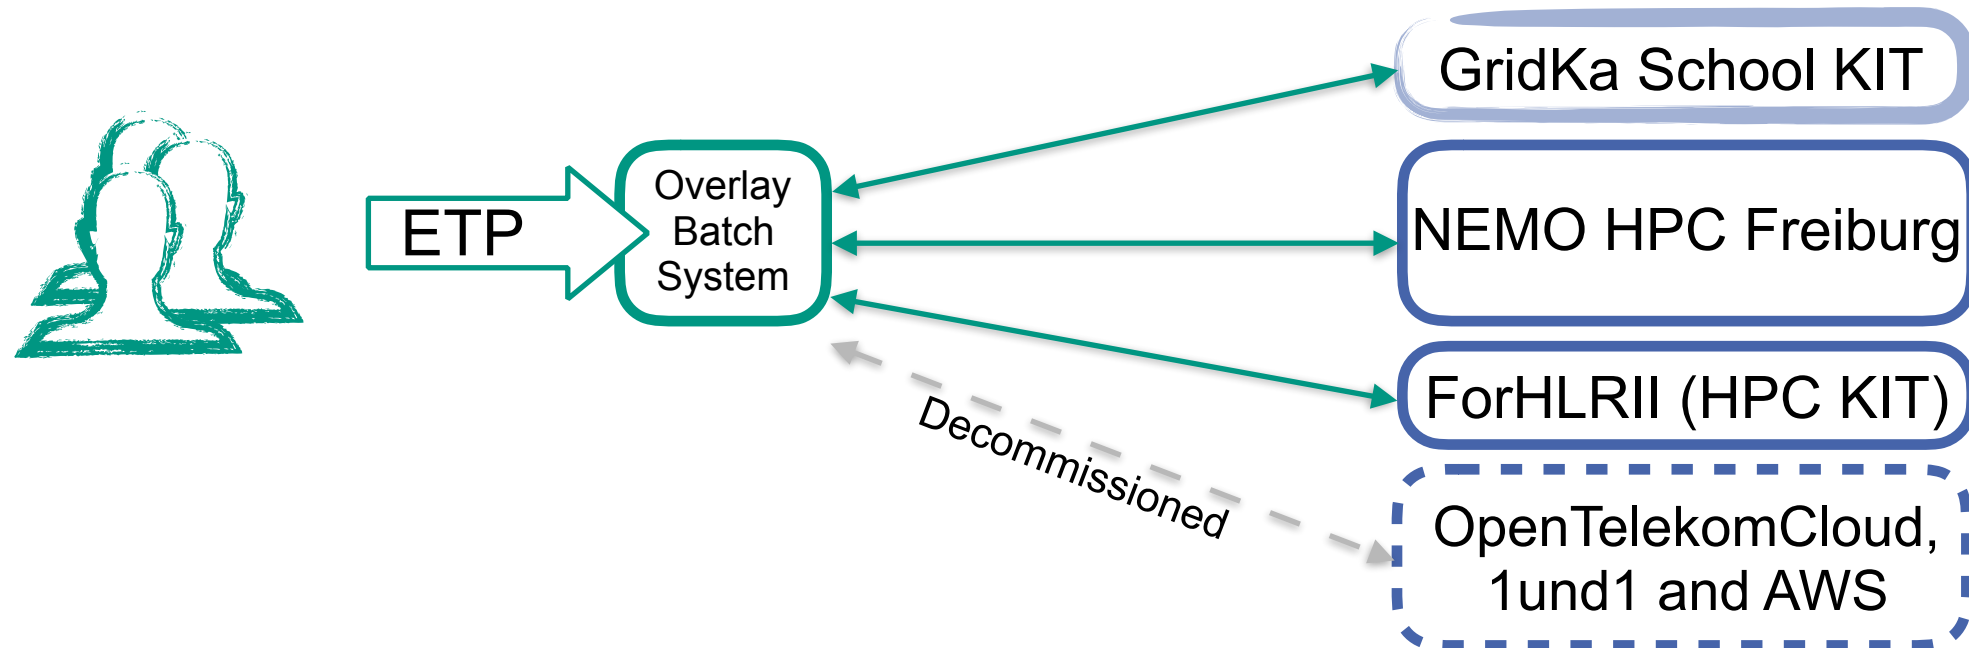 ETP
Overlay
Batch
System
GridKa School KIT
NEMO HPC Freiburg
ForHLRII (HPC KIT)
Decommissioned
OpenTelekomCloud,
1und1 and AWS